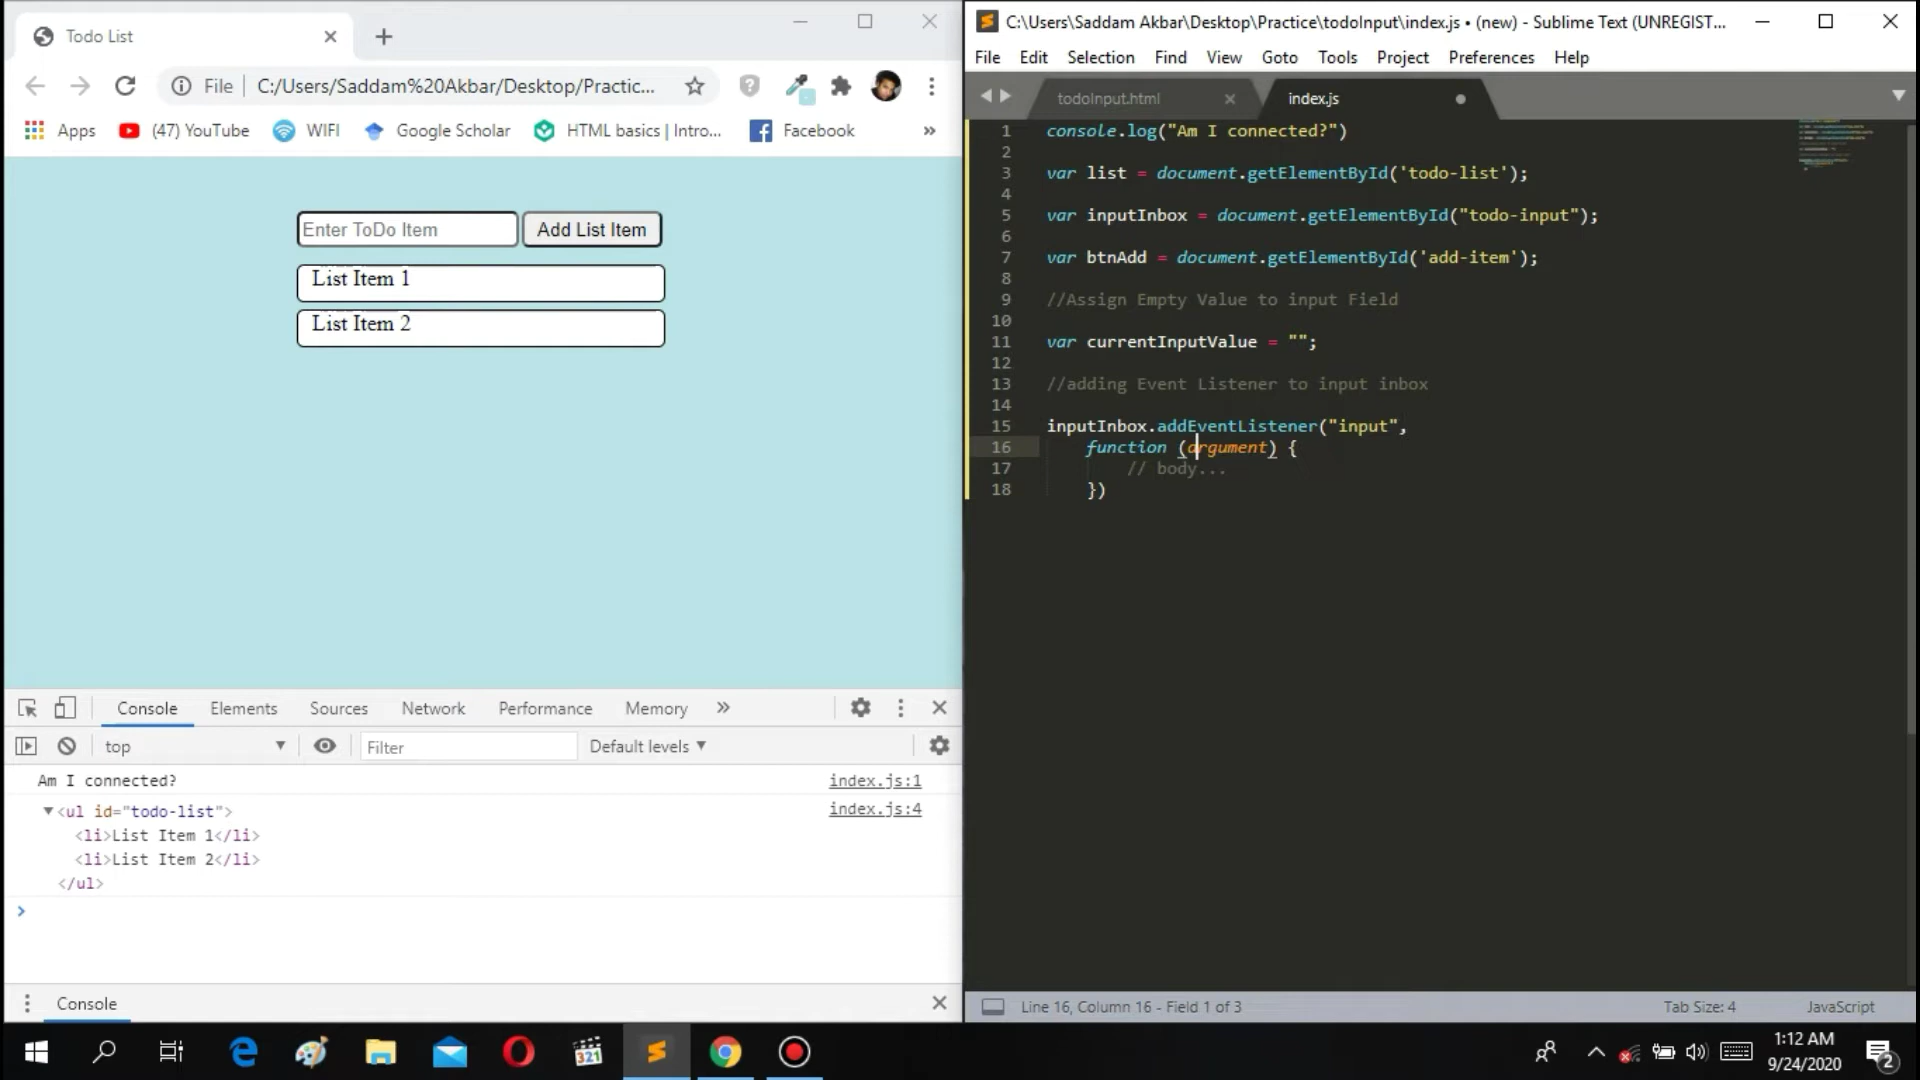 Todo List
File
C:/Users/Saddam%20Akbar/Desktop/Practic...
Apps
(47) YouTube
WIFI
Google Scholar
HTML basics | Intro...
Facebook
»
Enter ToDo Item
Add List Item
List Item 1
List Item 2
Console
Elements
Sources
Network
Performance
Memory
»
top
Filter
Default levels ▼
Am I connected?
index.js:1
▼<ul id="todo-list">
index.js:4
<li>List Item 1</li>
<li>List Item 2</li>
</ul>
>
Console
C:\Users\Saddam Akbar\Desktop\Practice\todoInput\index.js • (new) - Sublime Text (UNREGIST...
File Edit Selection Find View Goto Tools Project Preferences Help
todoInput.html
index.js
1 console.log("Am I connected?")
2
3 var list = document.getElementById('todo-list');
4
5 var inputInbox = document.getElementById("todo-input");
6
7 var btnAdd = document.getElementById('add-item');
8
9 //Assign Empty Value to input Field
10
11 var currentInputValue = "";
12
13 //adding Event Listener to input inbox
14
15 inputInbox.addEventListener("input",
16 function (argument) {
17 // body...
18 })
Line 16, Column 16 - Field 1 of 3
Tab Size: 4
JavaScript
321
1:12 AM
9/24/2020
2